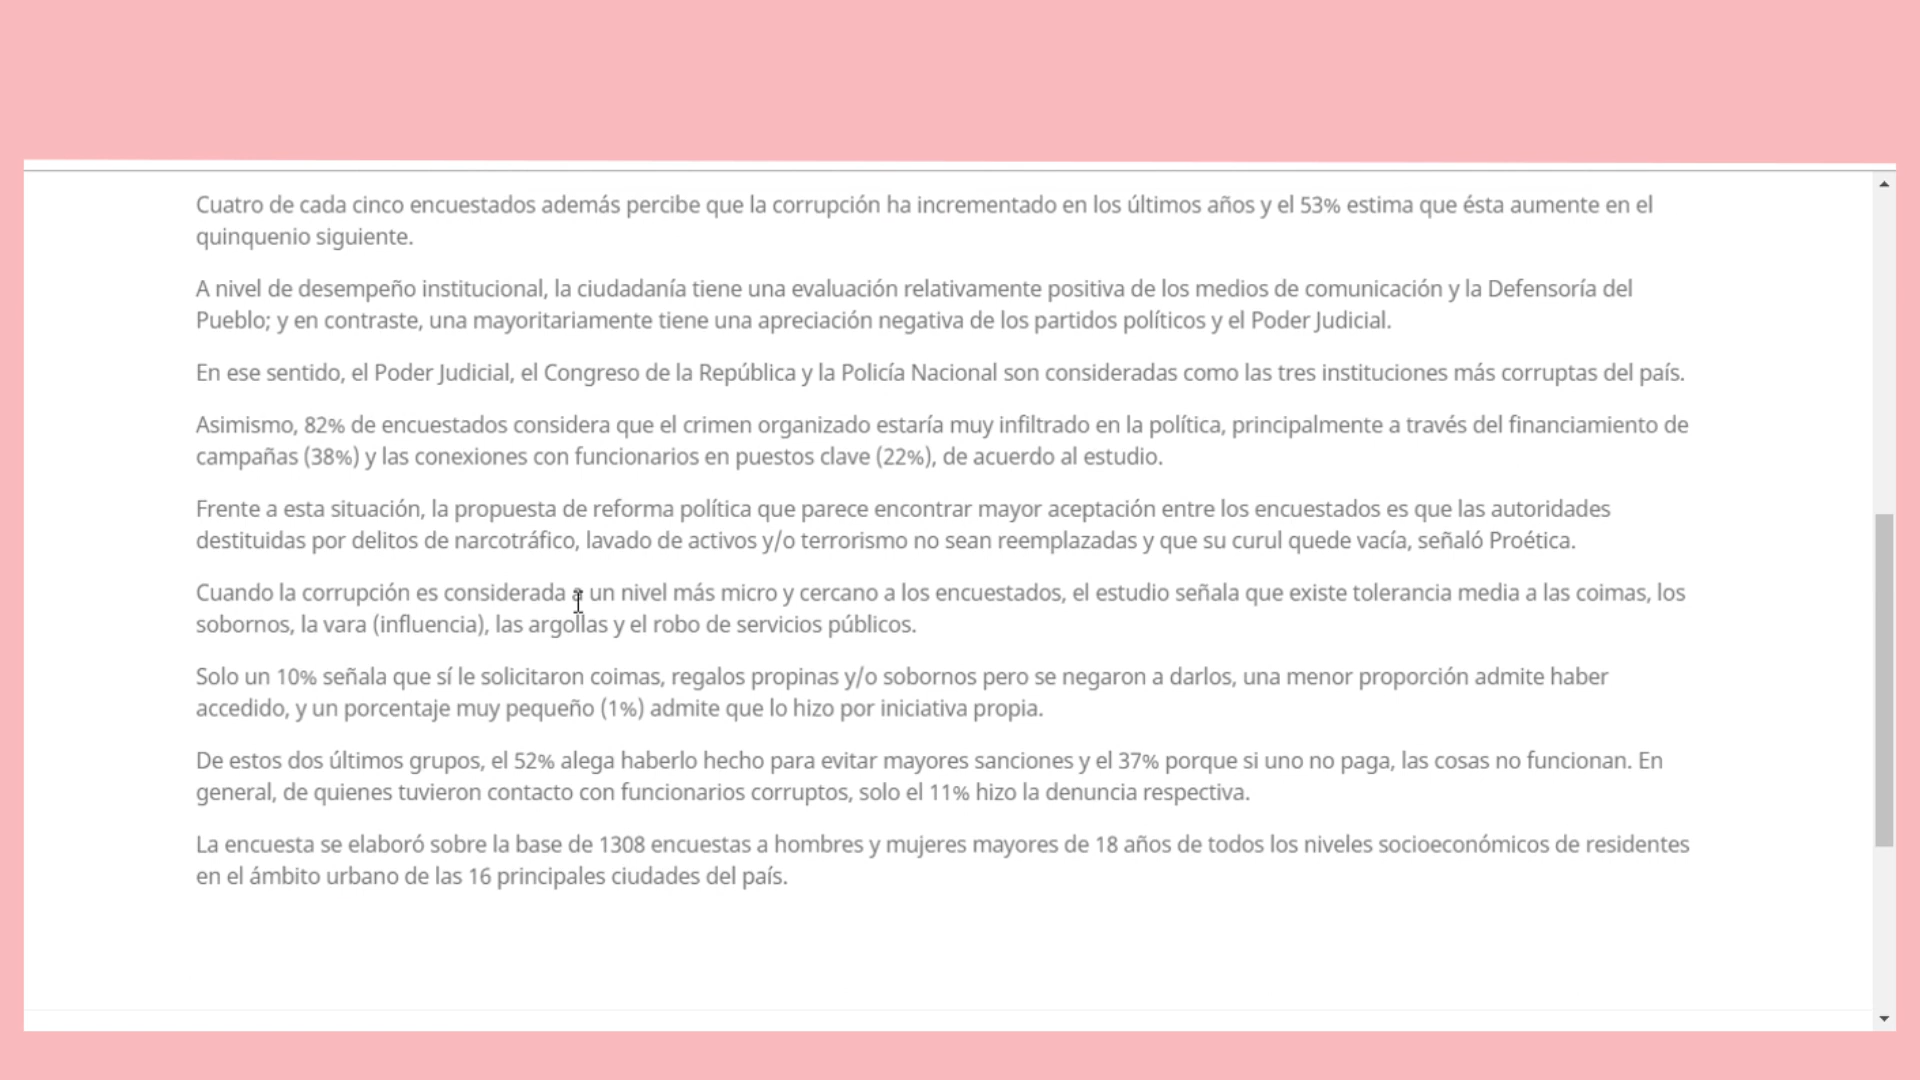 Cuatro de cada cinco encuestados además percibe que la corrupción ha incrementado en los últimos años y el 53% estima que ésta aumente en el
quinquenio siguiente.
A nivel de desempeño institucional, la ciudadanía tiene una evaluación relativamente positiva de los medios de comunicación y la Defensoría del
Pueblo; y en contraste, una mayoritariamente tiene una apreciación negativa de los partidos políticos y el Poder Judicial.
En ese sentido, el Poder Judicial, el Congreso de la República y la Policía Nacional son consideradas como las tres instituciones más corruptas del país.
Asimismo, 82% de encuestados considera que el crimen organizado estaría muy infiltrado en la política, principalmente a través del financiamiento de
campañas (38%) y las conexiones con funcionarios en puestos clave (22%), de acuerdo al estudio.
Frente a esta situación, la propuesta de reforma política que parece encontrar mayor aceptación entre los encuestados es que las autoridades
destituidas por delitos de narcotráfico, lavado de activos y/o terrorismo no sean reemplazadas y que su curul quede vacía, señaló Proética.
Cuando la corrupción es considerada a un nivel más micro y cercano a los encuestados, el estudio señala que existe tolerancia media a las coimas, los
sobornos, la vara (influencia), las argollas y el robo de servicios públicos.
Solo un 10% señala que sí le solicitaron coimas, regalos propinas y/o sobornos pero se negaron a darlos, una menor proporción admite haber
accedido, y un porcentaje muy pequeño (1%) admite que lo hizo por iniciativa propia.
De estos dos últimos grupos, el 52% alega haberlo hecho para evitar mayores sanciones y el 37% porque si uno no paga, las cosas no funcionan. En
general, de quienes tuvieron contacto con funcionarios corruptos, solo el 11% hizo la denuncia respectiva.
La encuesta se elaboró sobre la base de 1308 encuestas a hombres y mujeres mayores de 18 años de todos los niveles socioeconómicos de residentes
en el ámbito urbano de las 16 principales ciudades del país.